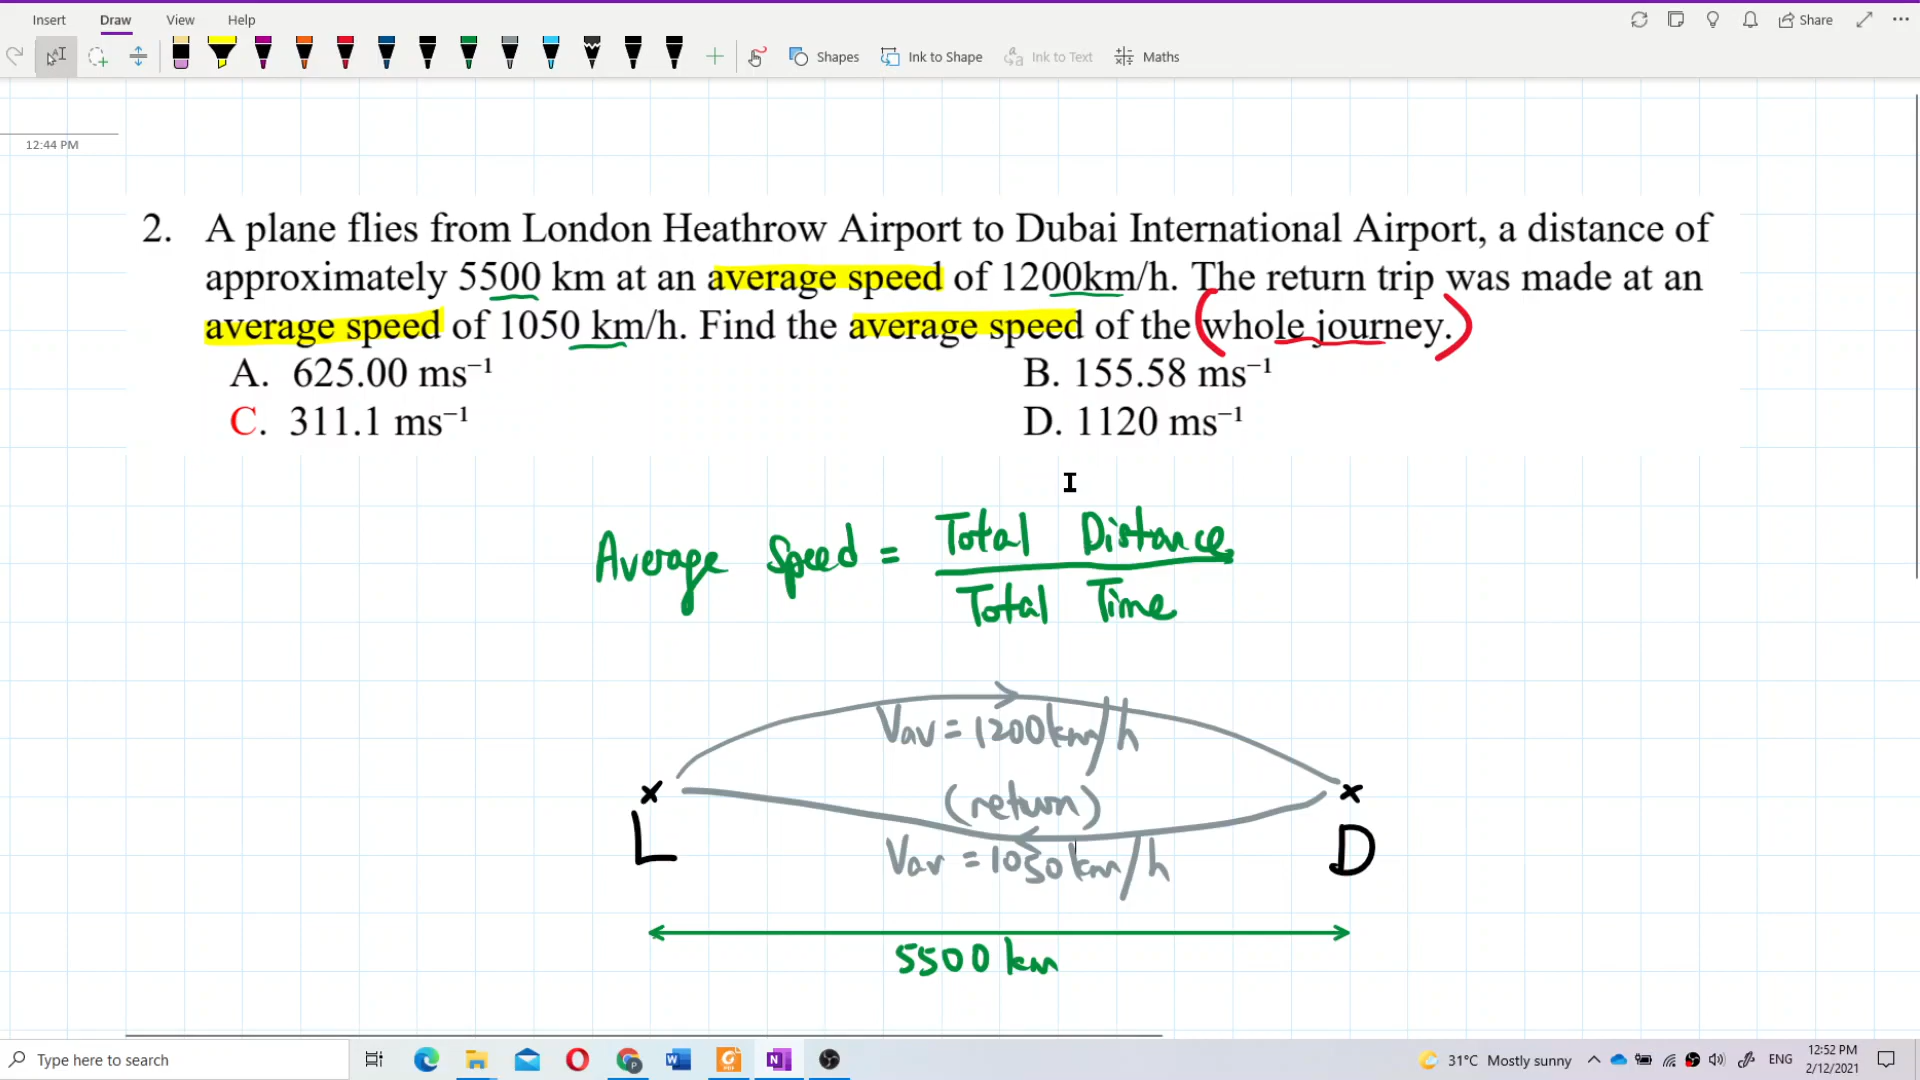 Insert Draw View Help
Share
Shapes Ink to Shape Ink to Text Maths
12:44 PM
2. A plane flies from London Heathrow Airport to Dubai International Airport, a distance of
approximately 5500 km at an average speed of 1200km/h. The return trip was made at an
average speed of 1050 km/h. Find the average speed of the (whole journey.)
A. 625.00 ms⁻¹ B. 155.58 ms⁻¹
C. 311.1 ms⁻¹ D. 1120 ms⁻¹
Average Speed = Total Distance
Total Time
Vav = 1200km/h
x (return) x
L Vav = 1050km/h D
5500 km
Type here to search
31°C Mostly sunny ENG 12:52 PM
2/12/2021